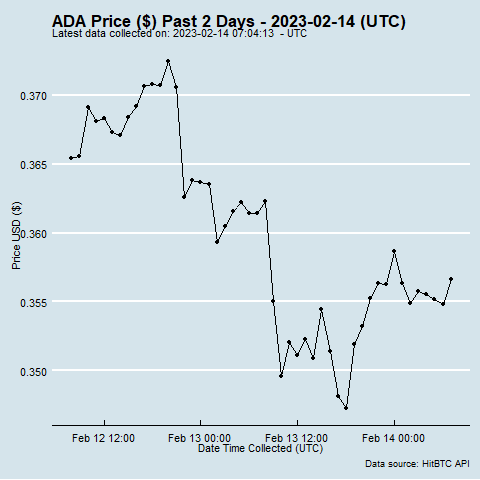 ADA Price ($) Past 2 Days - 2023-02-14 (UTC)
Latest data collected on: 2023-02-14 07:04:13 - UTC
Price USD ($)
0.370
0.365
0.360
0.355
0.350
Feb 12 12:00 Feb 13 00:00 Feb 13 12:00 Feb 14 00:00
Date Time Collected (UTC)
Data source: HitBTC API